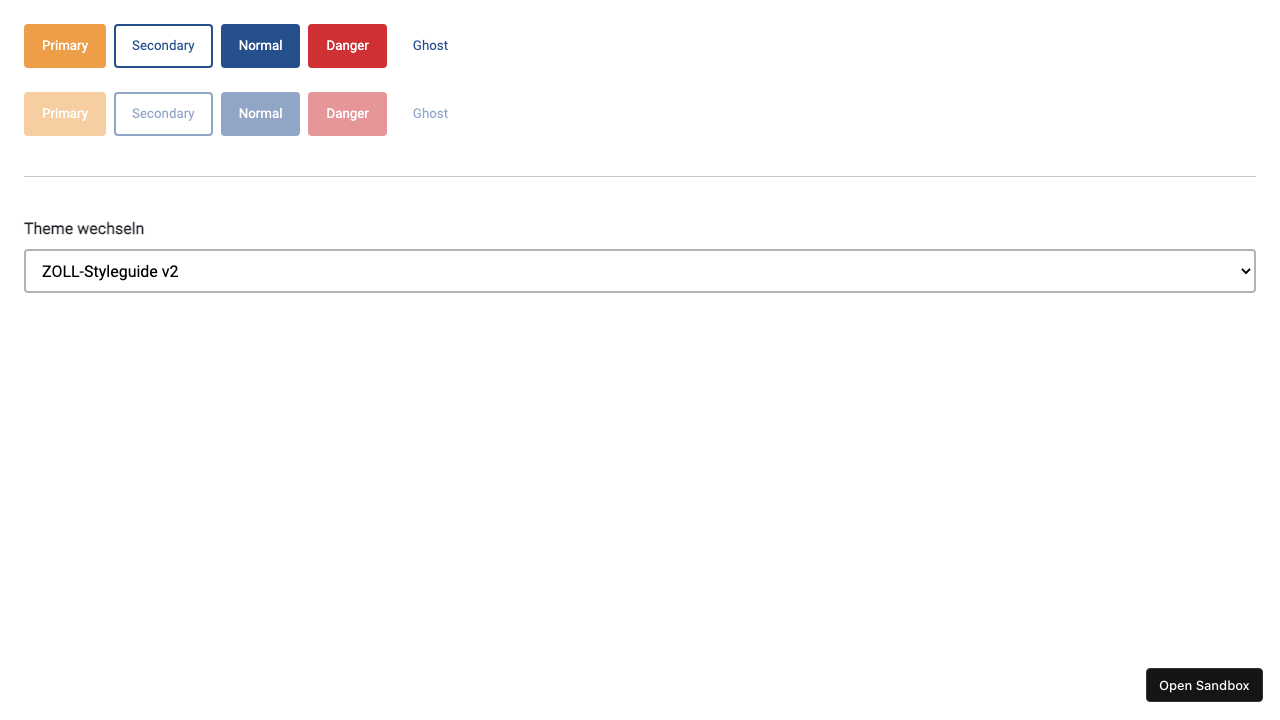 Primary Secondary Normal Danger Ghost
Primary Secondary Normal Danger Ghost
Theme wechseln
ZOLL-Styleguide v2
Open Sandbox